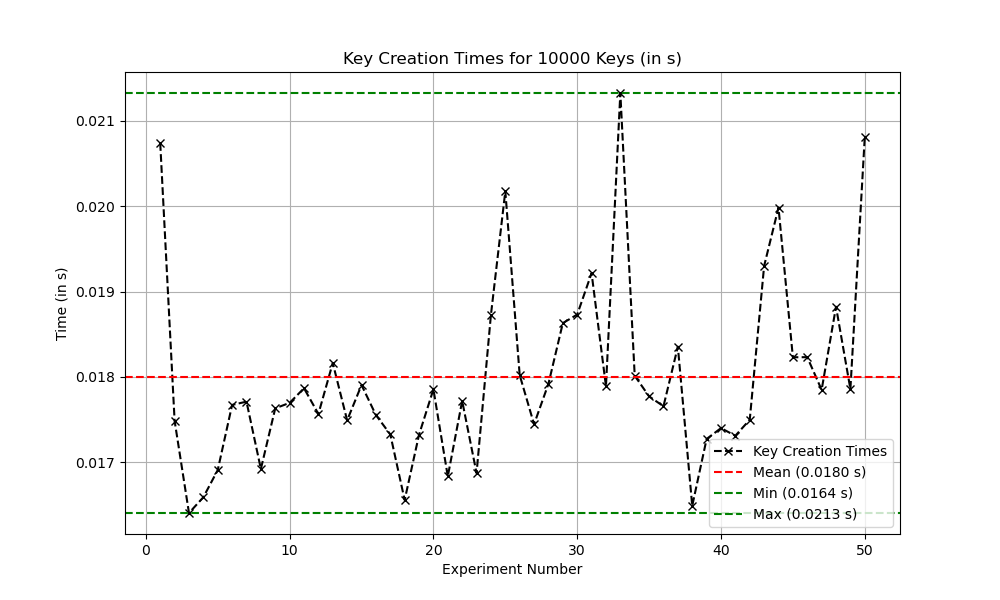 Key Creation Times for 10000 Keys (in s)
Time (in s)
0.021
0.020
0.019
0.018
0.017
0
10
20
30
40
50
Experiment Number
Key Creation Times
Mean (0.0180 s)
Min (0.0164 s)
Max (0.0213 s)